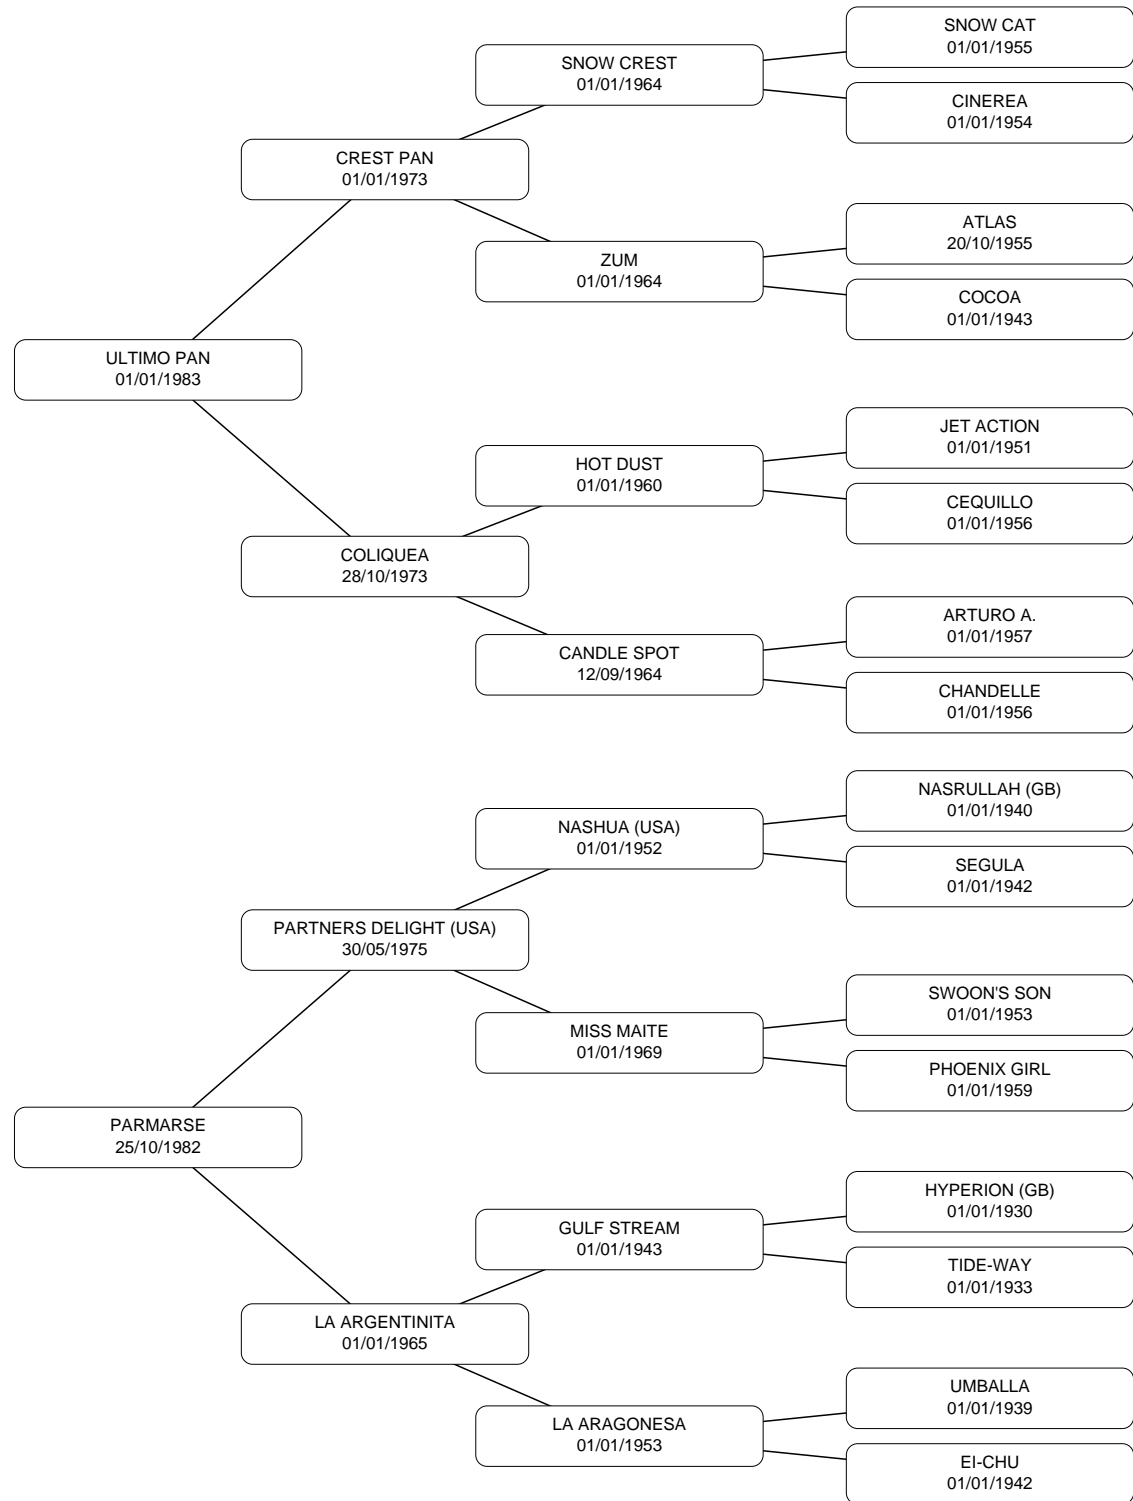 SNOW CAT
01/01/1955
SNOW CREST
01/01/1964
CINEREA
01/01/1954
CREST PAN
01/01/1973
ATLAS
20/10/1955
ZUM
01/01/1964
COCOA
01/01/1943
ULTIMO PAN
01/01/1983
JET ACTION
01/01/1951
HOT DUST
01/01/1960
CEQUILLO
01/01/1956
COLIQUEA
28/10/1973
ARTURO A.
01/01/1957
CANDLE SPOT
12/09/1964
CHANDELLE
01/01/1956
NASRULLAH (GB)
01/01/1940
NASHUA (USA)
01/01/1952
SEGULA
01/01/1942
PARTNERS DELIGHT (USA)
30/05/1975
SWOON'S SON
01/01/1953
MISS MAITE
01/01/1969
PHOENIX GIRL
01/01/1959
PARMARSE
25/10/1982
HYPERION (GB)
01/01/1930
GULF STREAM
01/01/1943
TIDE-WAY
01/01/1933
LA ARGENTINITA
01/01/1965
UMBALLA
01/01/1939
LA ARAGONESA
01/01/1953
EI-CHU
01/01/1942